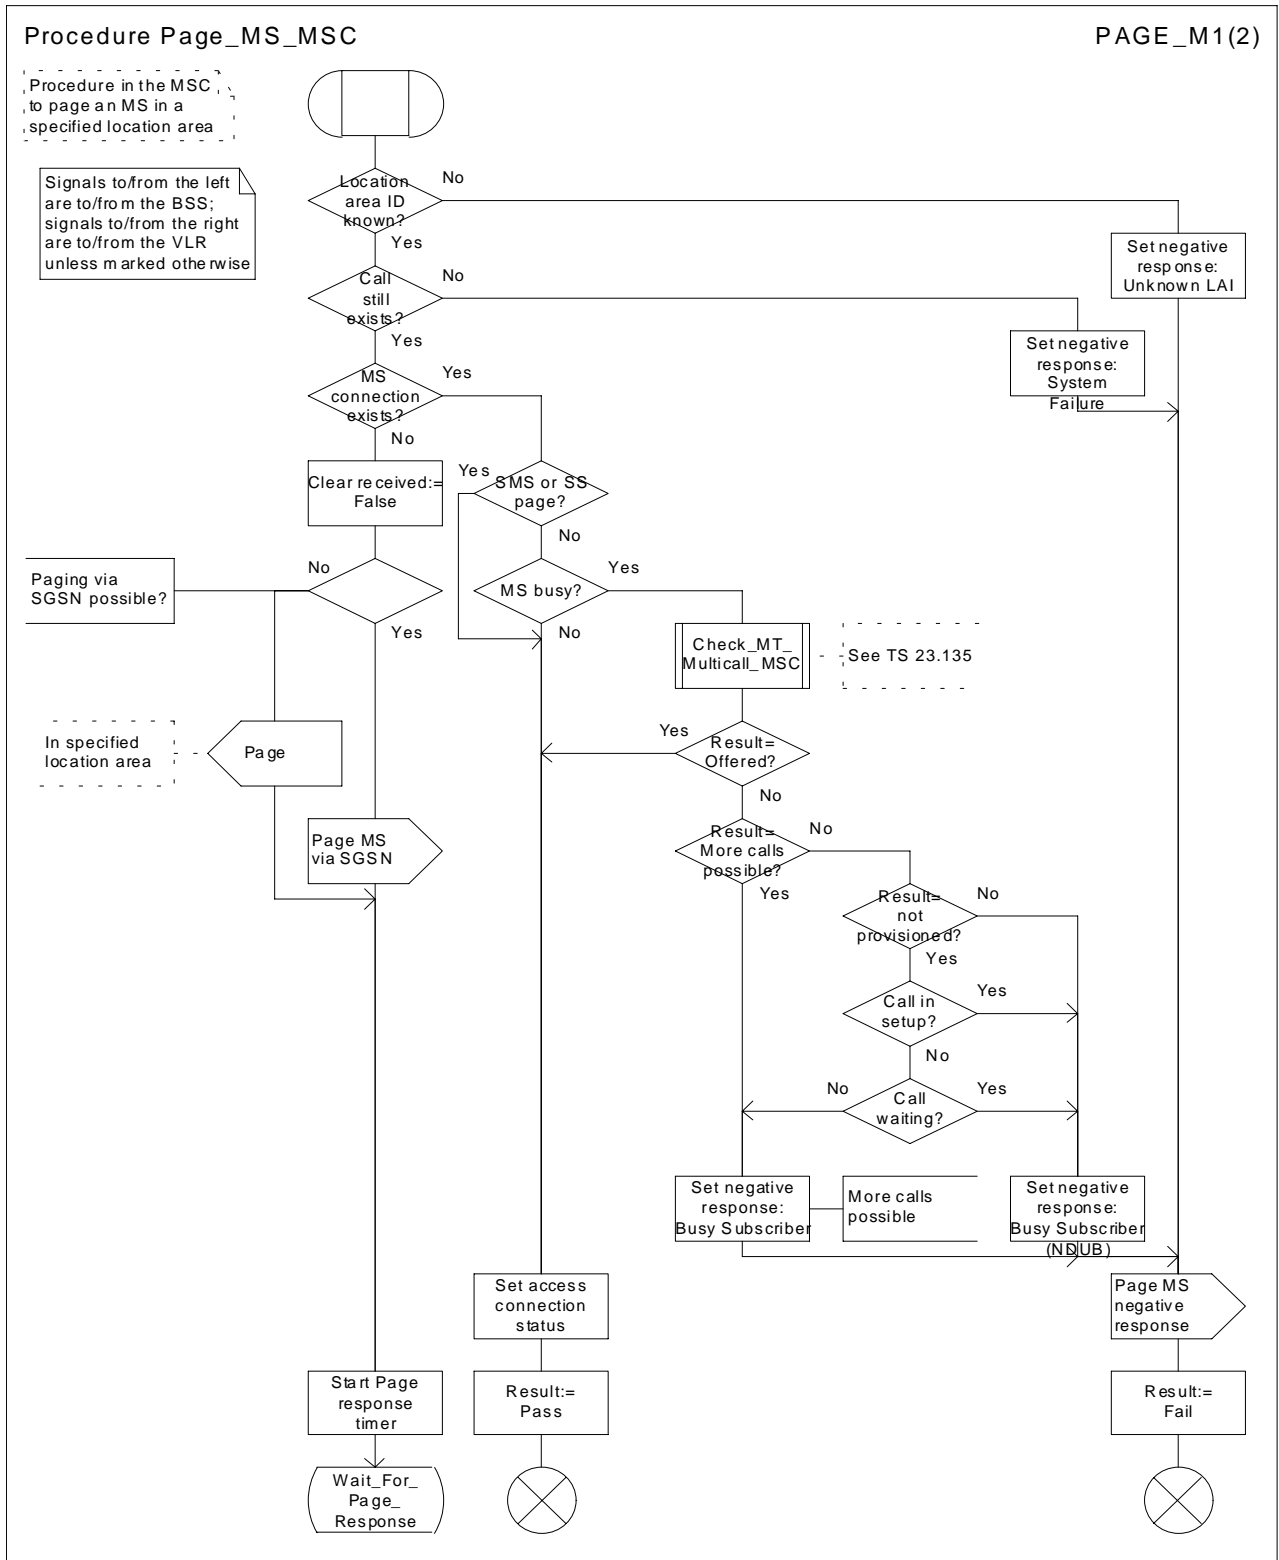 Procedure Page_MS_MSC
PAGE_M1(2)
Procedure in the MSC
to page an MS in a
specified location area
Signals to/from the left
are to/from the BSS;
signals to/from the right
are to/from the VLR
unless marked otherwise
Location
area ID
known?
No
Yes
Set negative
response:
Unknown LAI
Call
still
exists?
No
Yes
Set negative
response:
System
Failure
MS
connection
exists?
Yes
No
Clear received:=
False
Yes
SMS or SS
page?
No
Paging via
SGSN possible?
No
Yes
MS busy?
Yes
No
Check_MT_
Multicall_MSC
See TS 23.135
In specified
location area
Page
Yes
Result=
Offered?
No
Page MS
via SGSN
Result=
More calls
possible?
No
Yes
Result=
not
provisioned?
No
Yes
Call in
setup?
Yes
No
No
Call
waiting?
Yes
Set negative
response:
Busy Subscriber
More calls
possible
Set negative
response:
Busy Subscriber
(NDUB)
Set access
connection
status
Page MS
negative
response
Start Page
response
timer
Result:=
Pass
Result:=
Fail
Wait_For_
Page_
Response